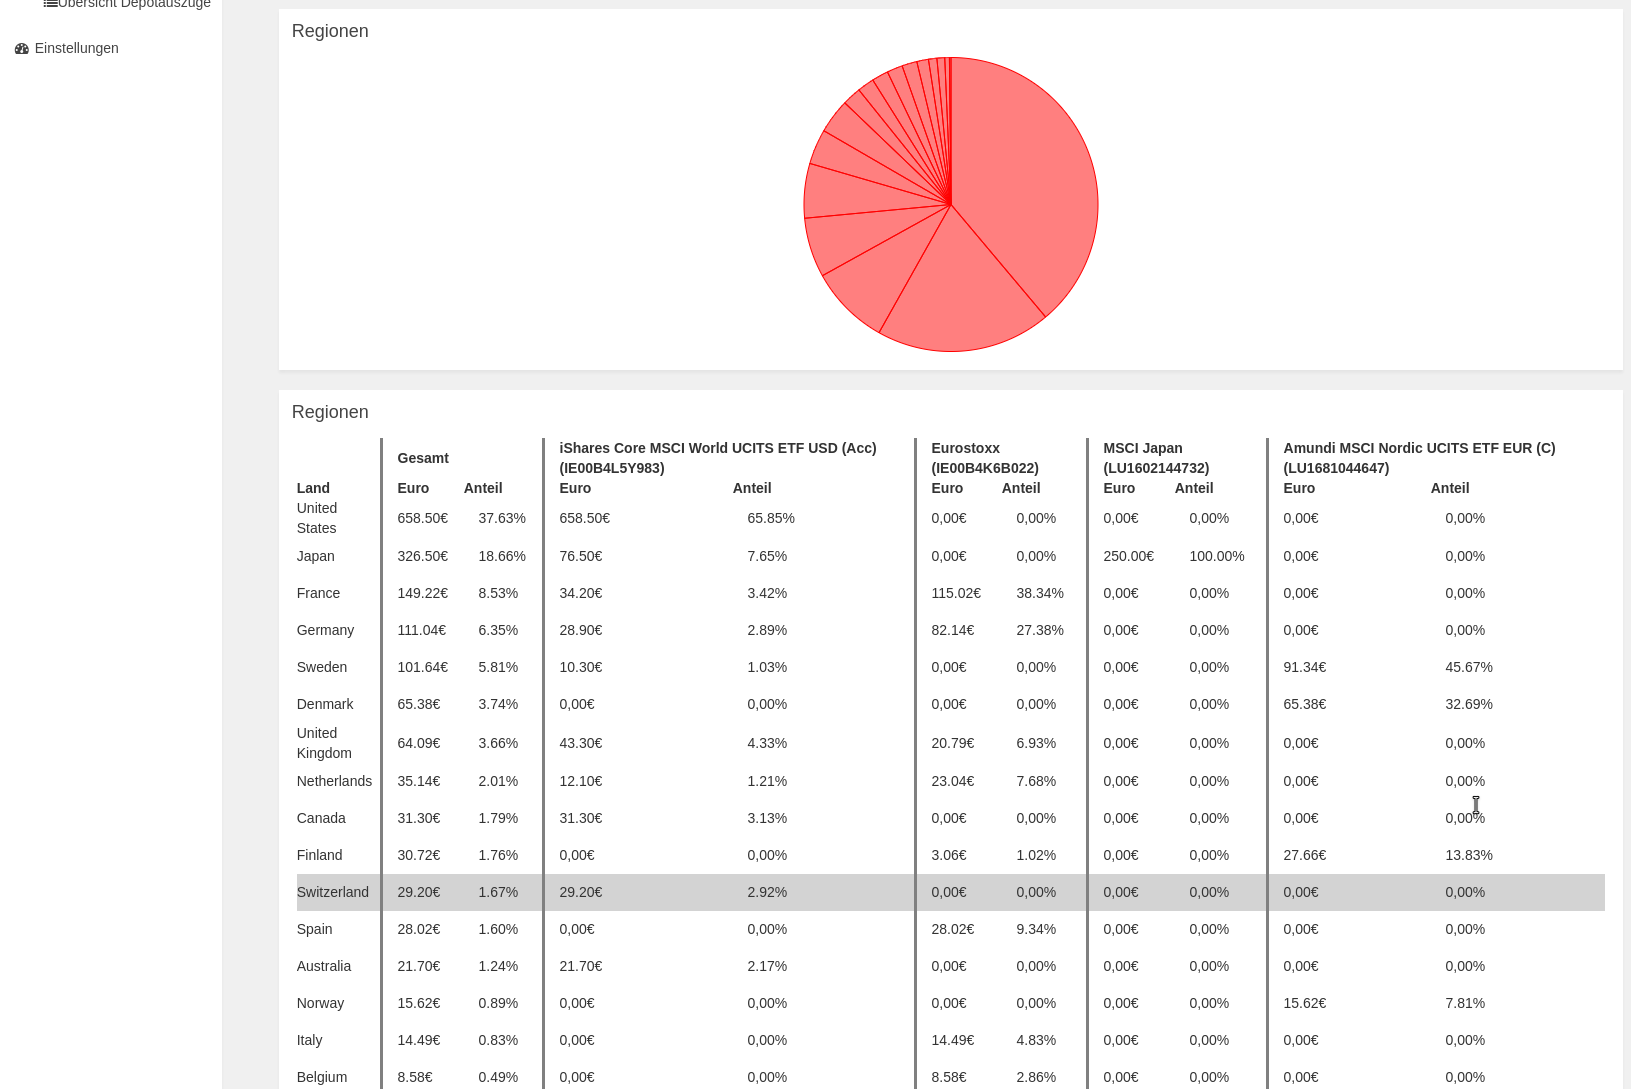 Übersicht Depotauszüge
Einstellungen
Regionen
Regionen
Gesamt
iShares Core MSCI World UCITS ETF USD (Acc)
(IE00B4L5Y983)
Eurostoxx
(IE00B4K6B022)
MSCI Japan
(LU1602144732)
Amundi MSCI Nordic UCITS ETF EUR (C)
(LU1681044647)
Land Euro Anteil Euro Anteil Euro Anteil Euro Anteil Euro Anteil
United States 658.50€ 37.63% 658.50€ 65.85% 0,00€ 0,00% 0,00€ 0,00% 0,00€ 0,00%
Japan 326.50€ 18.66% 76.50€ 7.65% 0,00€ 0,00% 250.00€ 100.00% 0,00€ 0,00%
France 149.22€ 8.53% 34.20€ 3.42% 115.02€ 38.34% 0,00€ 0,00% 0,00€ 0,00%
Germany 111.04€ 6.35% 28.90€ 2.89% 82.14€ 27.38% 0,00€ 0,00% 0,00€ 0,00%
Sweden 101.64€ 5.81% 10.30€ 1.03% 0,00€ 0,00% 0,00€ 0,00% 91.34€ 45.67%
Denmark 65.38€ 3.74% 0,00€ 0,00% 0,00€ 0,00% 0,00€ 0,00% 65.38€ 32.69%
United Kingdom 64.09€ 3.66% 43.30€ 4.33% 20.79€ 6.93% 0,00€ 0,00% 0,00€ 0,00%
Netherlands 35.14€ 2.01% 12.10€ 1.21% 23.04€ 7.68% 0,00€ 0,00% 0,00€ 0,00%
Canada 31.30€ 1.79% 31.30€ 3.13% 0,00€ 0,00% 0,00€ 0,00% 0,00€ 0,00%
Finland 30.72€ 1.76% 0,00€ 0,00% 3.06€ 1.02% 0,00€ 0,00% 27.66€ 13.83%
Switzerland 29.20€ 1.67% 29.20€ 2.92% 0,00€ 0,00% 0,00€ 0,00% 0,00€ 0,00%
Spain 28.02€ 1.60% 0,00€ 0,00% 28.02€ 9.34% 0,00€ 0,00% 0,00€ 0,00%
Australia 21.70€ 1.24% 21.70€ 2.17% 0,00€ 0,00% 0,00€ 0,00% 0,00€ 0,00%
Norway 15.62€ 0.89% 0,00€ 0,00% 0,00€ 0,00% 0,00€ 0,00% 15.62€ 7.81%
Italy 14.49€ 0.83% 0,00€ 0,00% 14.49€ 4.83% 0,00€ 0,00% 0,00€ 0,00%
Belgium 8.58€ 0.49% 0,00€ 0,00% 8.58€ 2.86% 0,00€ 0,00% 0,00€ 0,00%